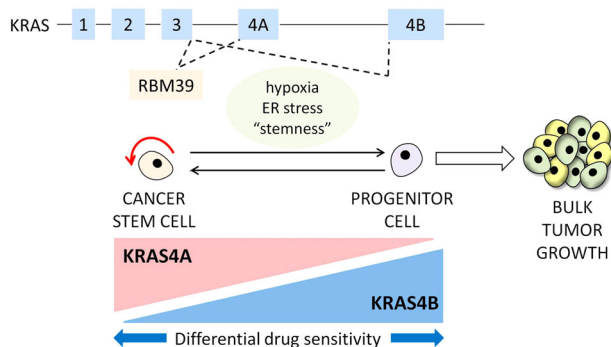 KRAS 1 2 3 4A 4B
RBM39
hypoxia
ER stress
“stemness”
CANCER
STEM CELL
PROGENITOR
CELL
BULK
TUMOR
GROWTH
KRAS4A
KRAS4B
Differential drug sensitivity